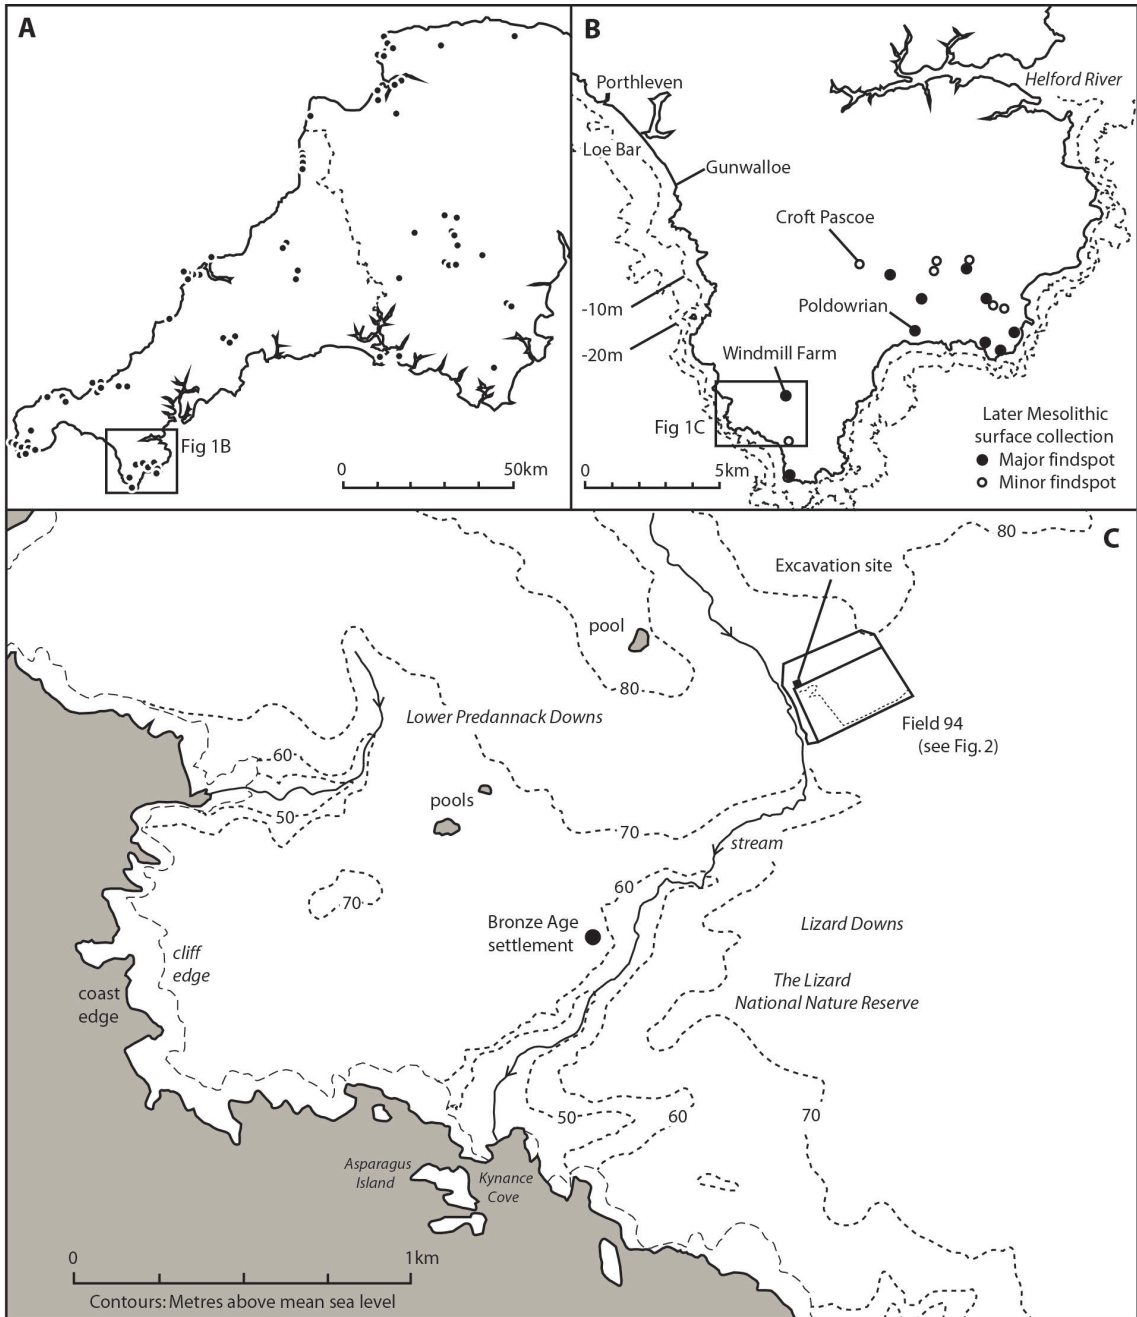 A
Fig 1B
0
50km
B
Porthleven
Helford River
Loe Bar
Gunwalloe
Croft Pascoe
-10m
Poldowrian
-20m
Windmill Farm
Fig 1C
0
5km
Later Mesolithic
surface collection
Major findspot
Minor findspot
C
80
Excavation site
pool
80
Lower Predannack Downs
Field 94
(see Fig. 2)
60
pools
50
70
stream
60
70
Bronze Age
settlement
Lizard Downs
cliff
edge
The Lizard
National Nature Reserve
coast
edge
50
60
70
Asparagus
Island
Kynance
Cove
0
1km
Contours: Metres above mean sea level